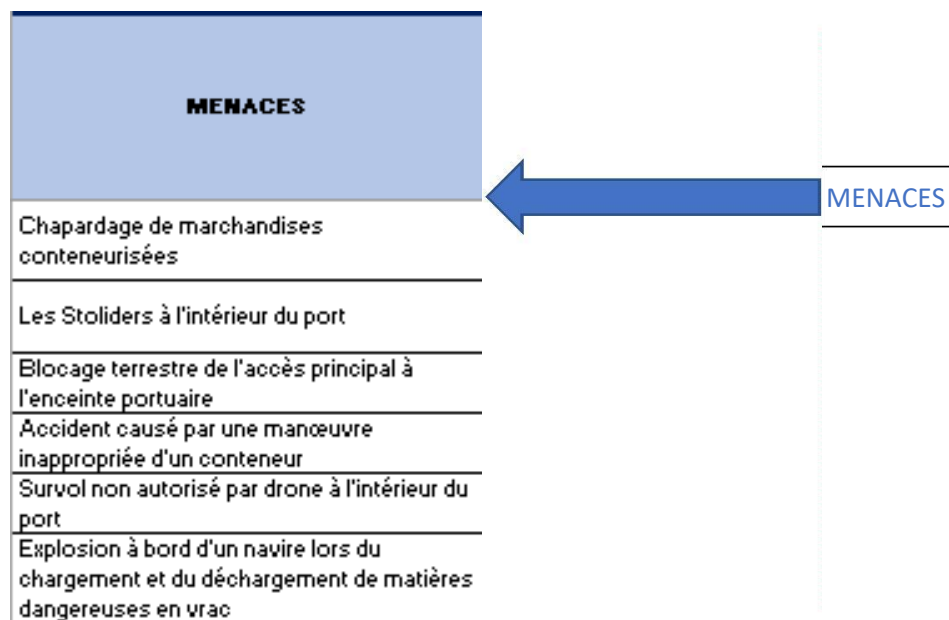 MENACES
MENACES
Chapardage de marchandises
conteneurisées
Les Stoliders à l'intérieur du port
Blocage terrestre de l'accès principal à
l'enceinte portuaire
Accident causé par une manœuvre
inappropriée d'un conteneur
Survol non autorisé par drone à l'intérieur du
port
Explosion à bord d'un navire lors du
chargement et du déchargement de matières
dangereuses en vrac